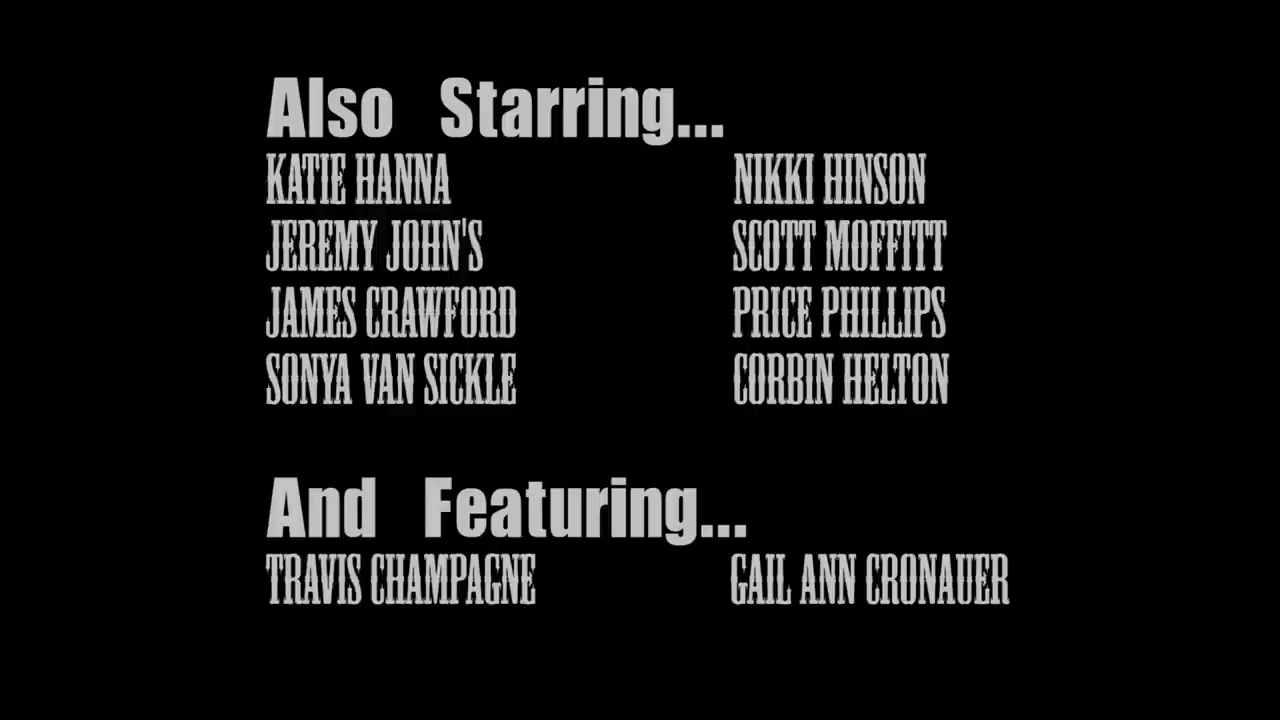 Also Starring...
KATIE HANNA NIKKI HINSON
JEREMY JOHN'S SCOTT MOFFITT
JAMES CRAWFORD PRICE PHILLIPS
SONYA VAN SICKLE CORBIN HELTON
And Featuring...
TRAVIS CHAMPAGNE GAIL ANN CRONAUER